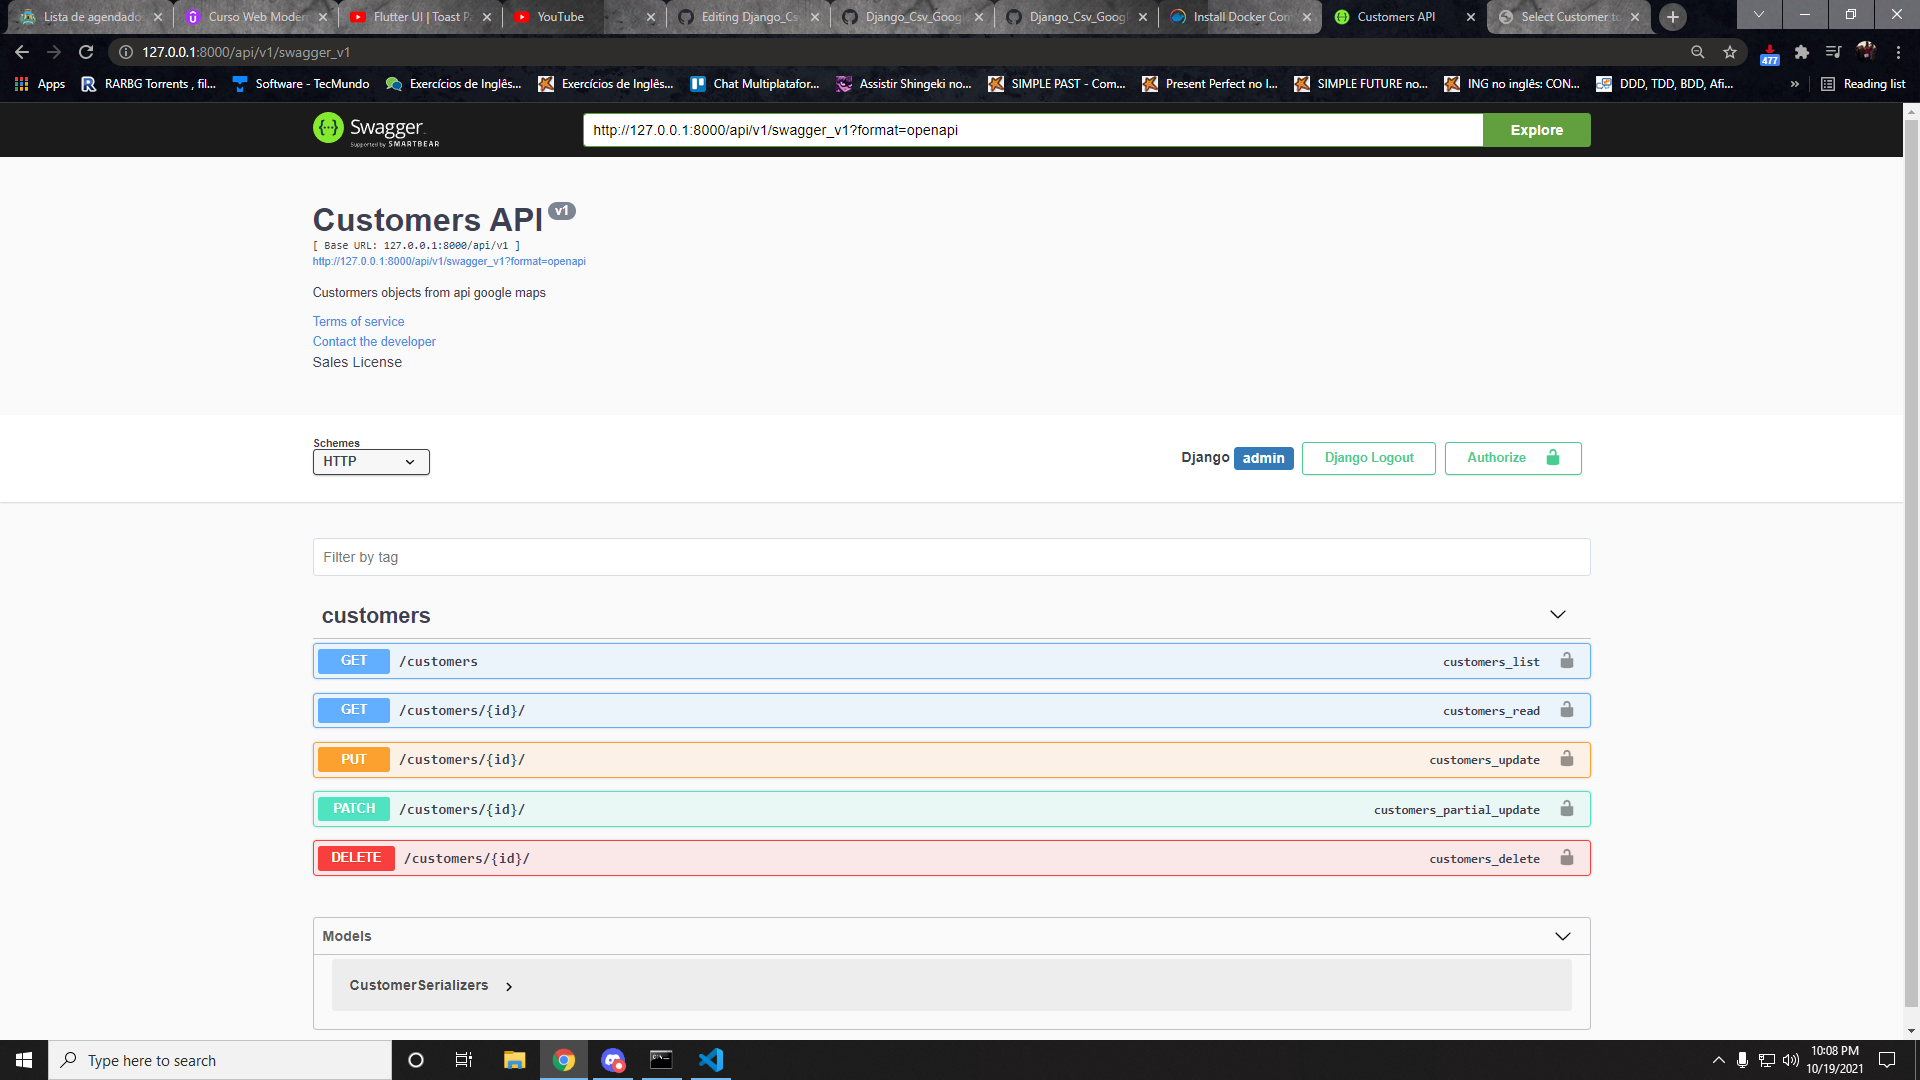 Lista de agendado
Curso Web Moder
Flutter UI | Toast Pa
YouTube
Editing Django_Cs
Django_Csv_Goog
Django_Csv_Googl
Install Docker Com
Customers API
Select Customer to
127.0.0.1:8000/api/v1/swagger_v1
477
Apps
RARBG Torrents , fil...
Software - TecMundo
Exercícios de Inglês...
Exercícios de Inglês...
Chat Multiplatafor...
Assistir Shingeki no...
SIMPLE PAST - Com...
Present Perfect no I...
SIMPLE FUTURE no...
ING no inglês: CON...
DDD, TDD, BDD, Afi...
»
Reading list
Swagger.
Supported by SMARTBEAR
http://127.0.0.1:8000/api/v1/swagger_v1?format=openapi
Explore
Customers API v1
[ Base URL: 127.0.0.1:8000/api/v1 ]
http://127.0.0.1:8000/api/v1/swagger_v1?format=openapi
Custormers objects from api google maps
Terms of service
Contact the developer
Sales License
Schemes
HTTP
Django admin
Django Logout
Authorize
Filter by tag
customers
GET /customers customers_list
GET /customers/{id}/ customers_read
PUT /customers/{id}/ customers_update
PATCH /customers/{id}/ customers_partial_update
DELETE /customers/{id}/ customers_delete
Models
CustomerSerializers
Type here to search
10:08 PM
10/19/2021